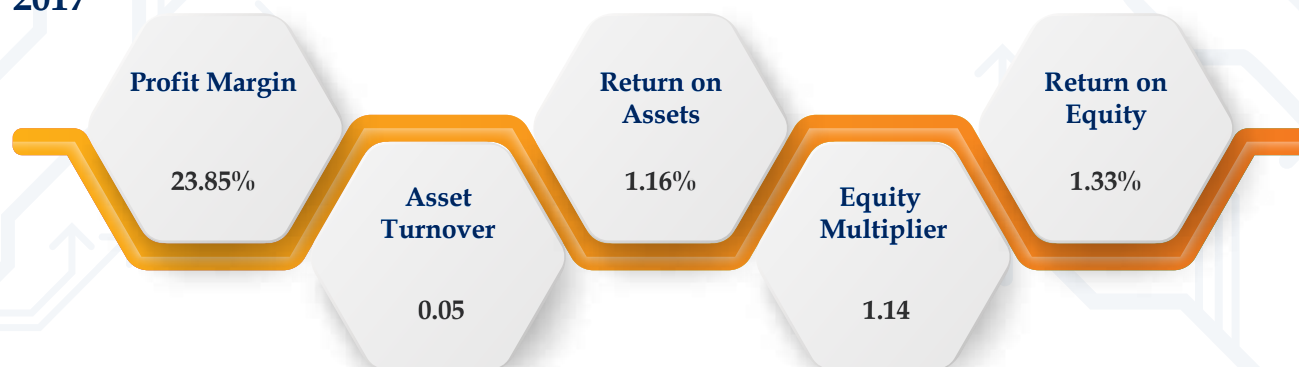 2017
Profit Margin
23.85%
Asset
Turnover
0.05
Return on
Assets
1.16%
Equity
Multiplier
1.14
Return on
Equity
1.33%